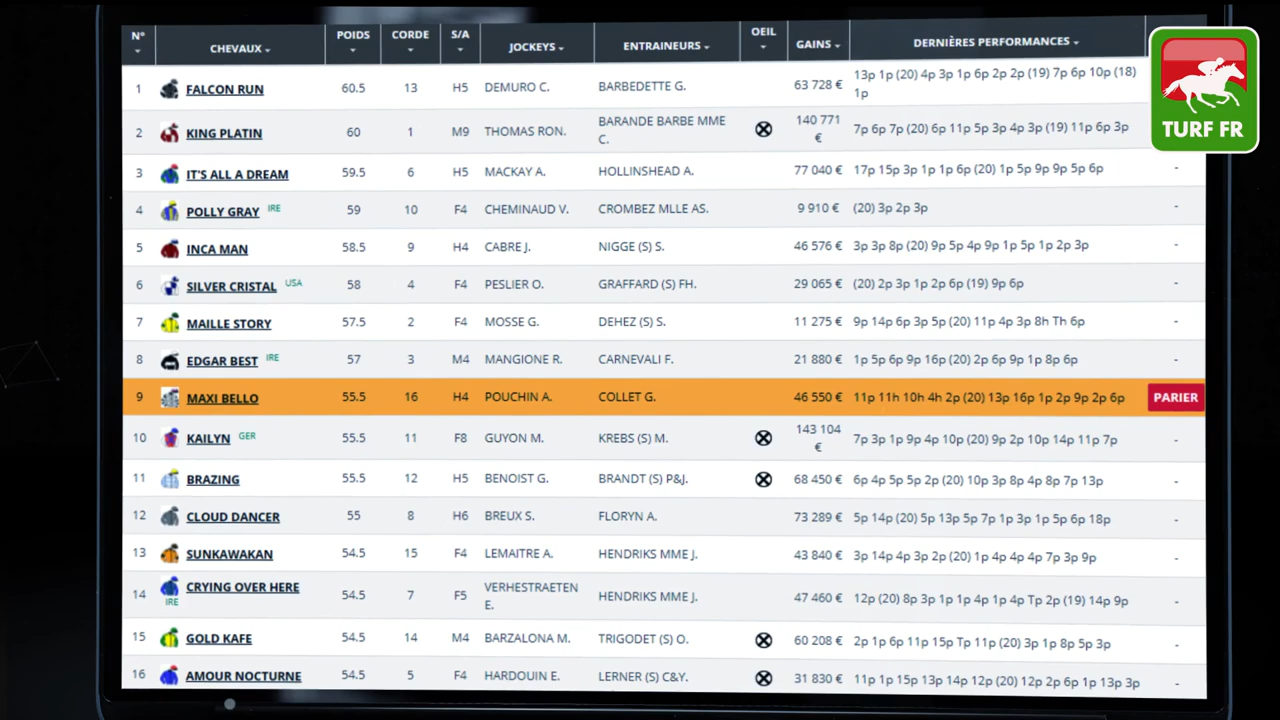 N° CHEVAUX POIDS CORDE S/A JOCKEYS ENTRAINEURS OEIL GAINS DERNIÈRES PERFORMANCES
1 FALCON RUN 60.5 13 H5 DEMURO C. BARBEDETTE G. 63 728 € 13p 1p (20) 4p 3p 1p 6p 2p 2p (19) 7p 6p 10p (18)
1p
2 KING PLATIN 60 1 M9 THOMAS RON. BARANDE BARBE MME 140 771 7p 6p 7p (20) 6p 11p 5p 3p 4p 3p (19) 11p 6p 3p
C. €
3 IT'S ALL A DREAM 59.5 6 H5 MACKAY A. HOLLINSHEAD A. 77 040 € 17p 15p 3p 1p 1p 6p (20) 1p 5p 9p 9p 5p 6p -
4 POLLY GRAY IRE 59 10 F4 CHEMINAUD V. CROMBEZ MLLE AS. 9 910 € (20) 3p 2p 3p -
5 INCA MAN 58.5 9 H4 CABRE J. NIGGE (S) S. 46 576 € 3p 3p 8p (20) 9p 5p 4p 9p 1p 5p 1p 2p 3p -
6 SILVER CRISTAL USA 58 4 F4 PESLIER O. GRAFFARD (S) FH. 29 065 € (20) 2p 3p 1p 2p 6p (19) 9p 6p -
7 MAILLE STORY 57.5 2 F4 MOSSE G. DEHEZ (S) S. 11 275 € 9p 14p 6p 3p 5p (20) 11p 4p 3p 8h Th 6p -
8 EDGAR BEST IRE 57 3 M4 MANGIONE R. CARNEVALI F. 21 880 € 1p 5p 6p 9p 16p (20) 2p 6p 9p 1p 8p 6p -
9 MAXI BELLO 55.5 16 H4 POUCHIN A. COLLET G. 46 550 € 11p 11h 10h 4h 2p (20) 13p 16p 1p 2p 9p 2p 6p PARIER
10 KAILYN GER 55.5 11 F8 GUYON M. KREBS (S) M. 143 104 7p 3p 1p 9p 4p 10p (20) 9p 2p 10p 14p 11p 7p -
€
11 BRAZING 55.5 12 H5 BENOIST G. BRANDT (S) P&J. 68 450 € 6p 4p 5p 5p 2p (20) 10p 3p 8p 4p 8p 7p 13p -
12 CLOUD DANCER 55 8 H6 BREUX S. FLORYN A. 73 289 € 5p 14p (20) 5p 13p 5p 7p 1p 3p 1p 5p 6p 18p -
13 SUNKAWAKAN 54.5 15 F4 LEMAITRE A. HENDRIKS MME J. 43 840 € 3p 14p 4p 3p 2p (20) 1p 4p 4p 4p 7p 3p 9p -
14 CRYING OVER HERE 54.5 7 F5 VERHESTRAETEN HENDRIKS MME J. 47 460 € 12p (20) 8p 3p 1p 1p 4p 1p 4p Tp 2p (19) 14p 9p -
IRE E.
15 GOLD KAFE 54.5 14 M4 BARZALONA M. TRIGODET (S) O. 60 208 € 2p 1p 6p 11p 15p Tp 11p (20) 3p 1p 8p 5p 3p -
16 AMOUR NOCTURNE 54.5 5 F4 HARDOUIN E. LERNER (S) C&Y. 31 830 € 11p 1p 15p 13p 14p 12p (20) 12p 2p 6p 1p 13p 3p -
TURF FR